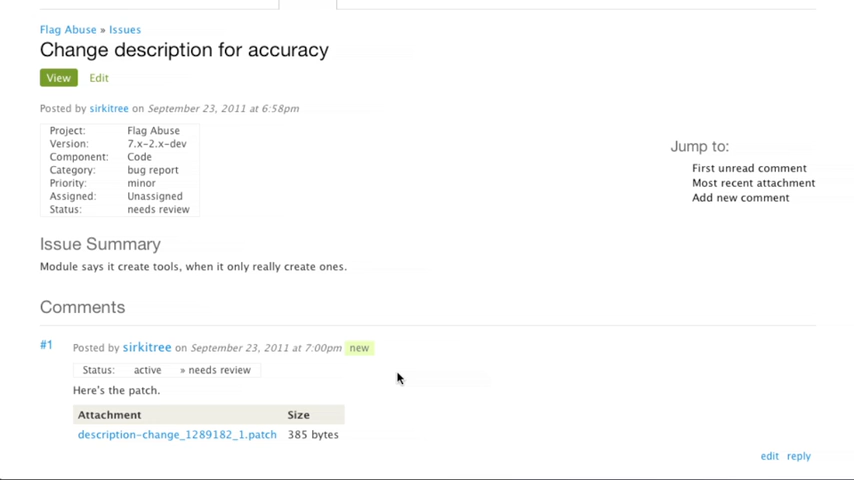 Flag Abuse » Issues
Change description for accuracy
View Edit
Posted by sirkitree on September 23, 2011 at 6:58pm
Project: Flag Abuse
Version: 7.x-2.x-dev
Component: Code
Category: bug report
Priority: minor
Assigned: Unassigned
Status: needs review
Jump to:
First unread comment
Most recent attachment
Add new comment
Issue Summary
Module says it create tools, when it only really create ones.
Comments
#1 Posted by sirkitree on September 23, 2011 at 7:00pm new
Status: active » needs review
Here's the patch.
Attachment Size
description-change_1289182_1.patch 385 bytes
edit reply